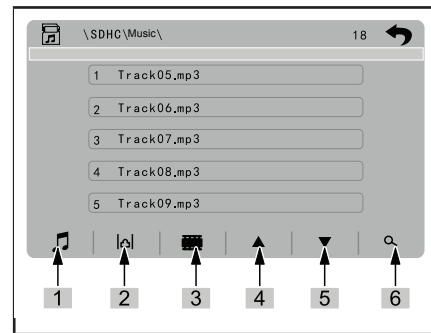 \SDHC\Music\ 18
1 Track05.mp3
2 Track06.mp3
3 Track07.mp3
4 Track08.mp3
5 Track09.mp3
1 2 3 4 5 6